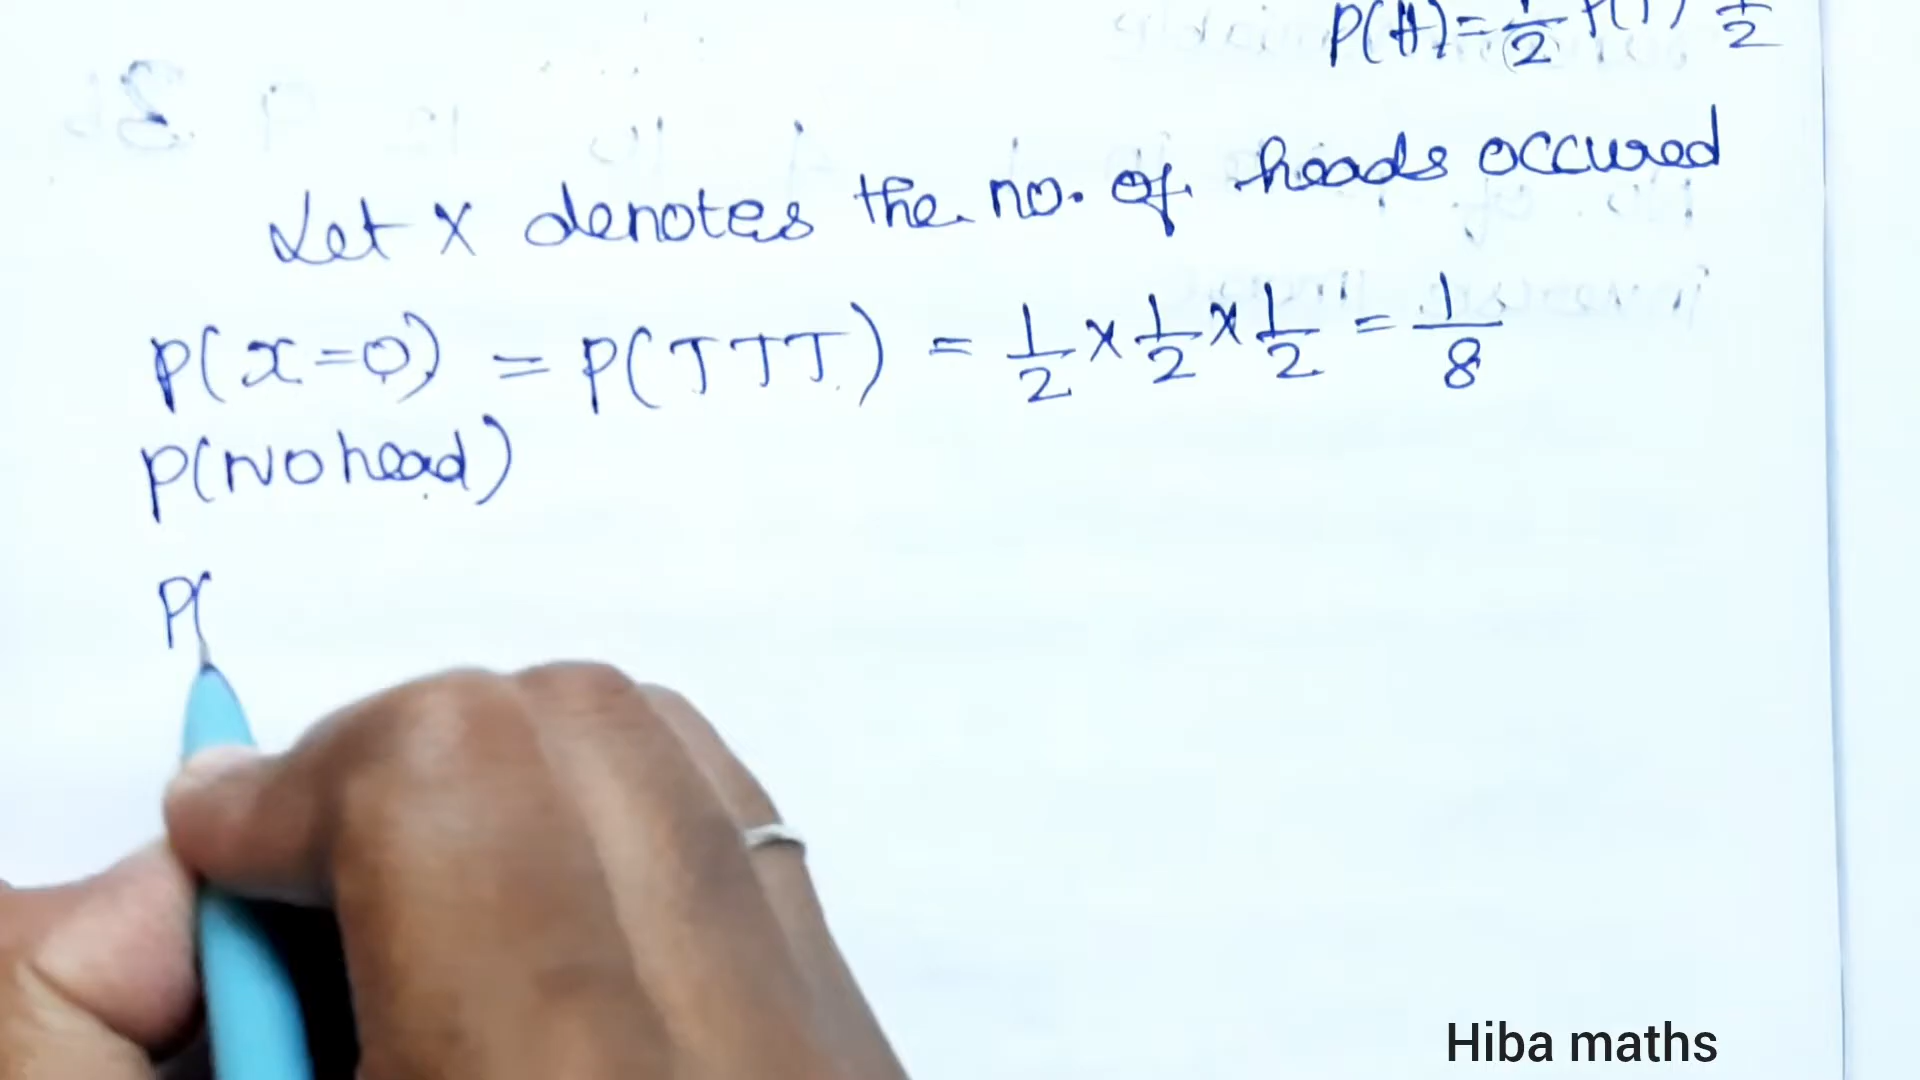 P(H)=1/2 P(T) 1/2
Let X denotes the no. of heads occured
P(x=0) = P(TTT) = 1/2 × 1/2 × 1/2 = 1/8
P(No head)
P(
Hiba maths